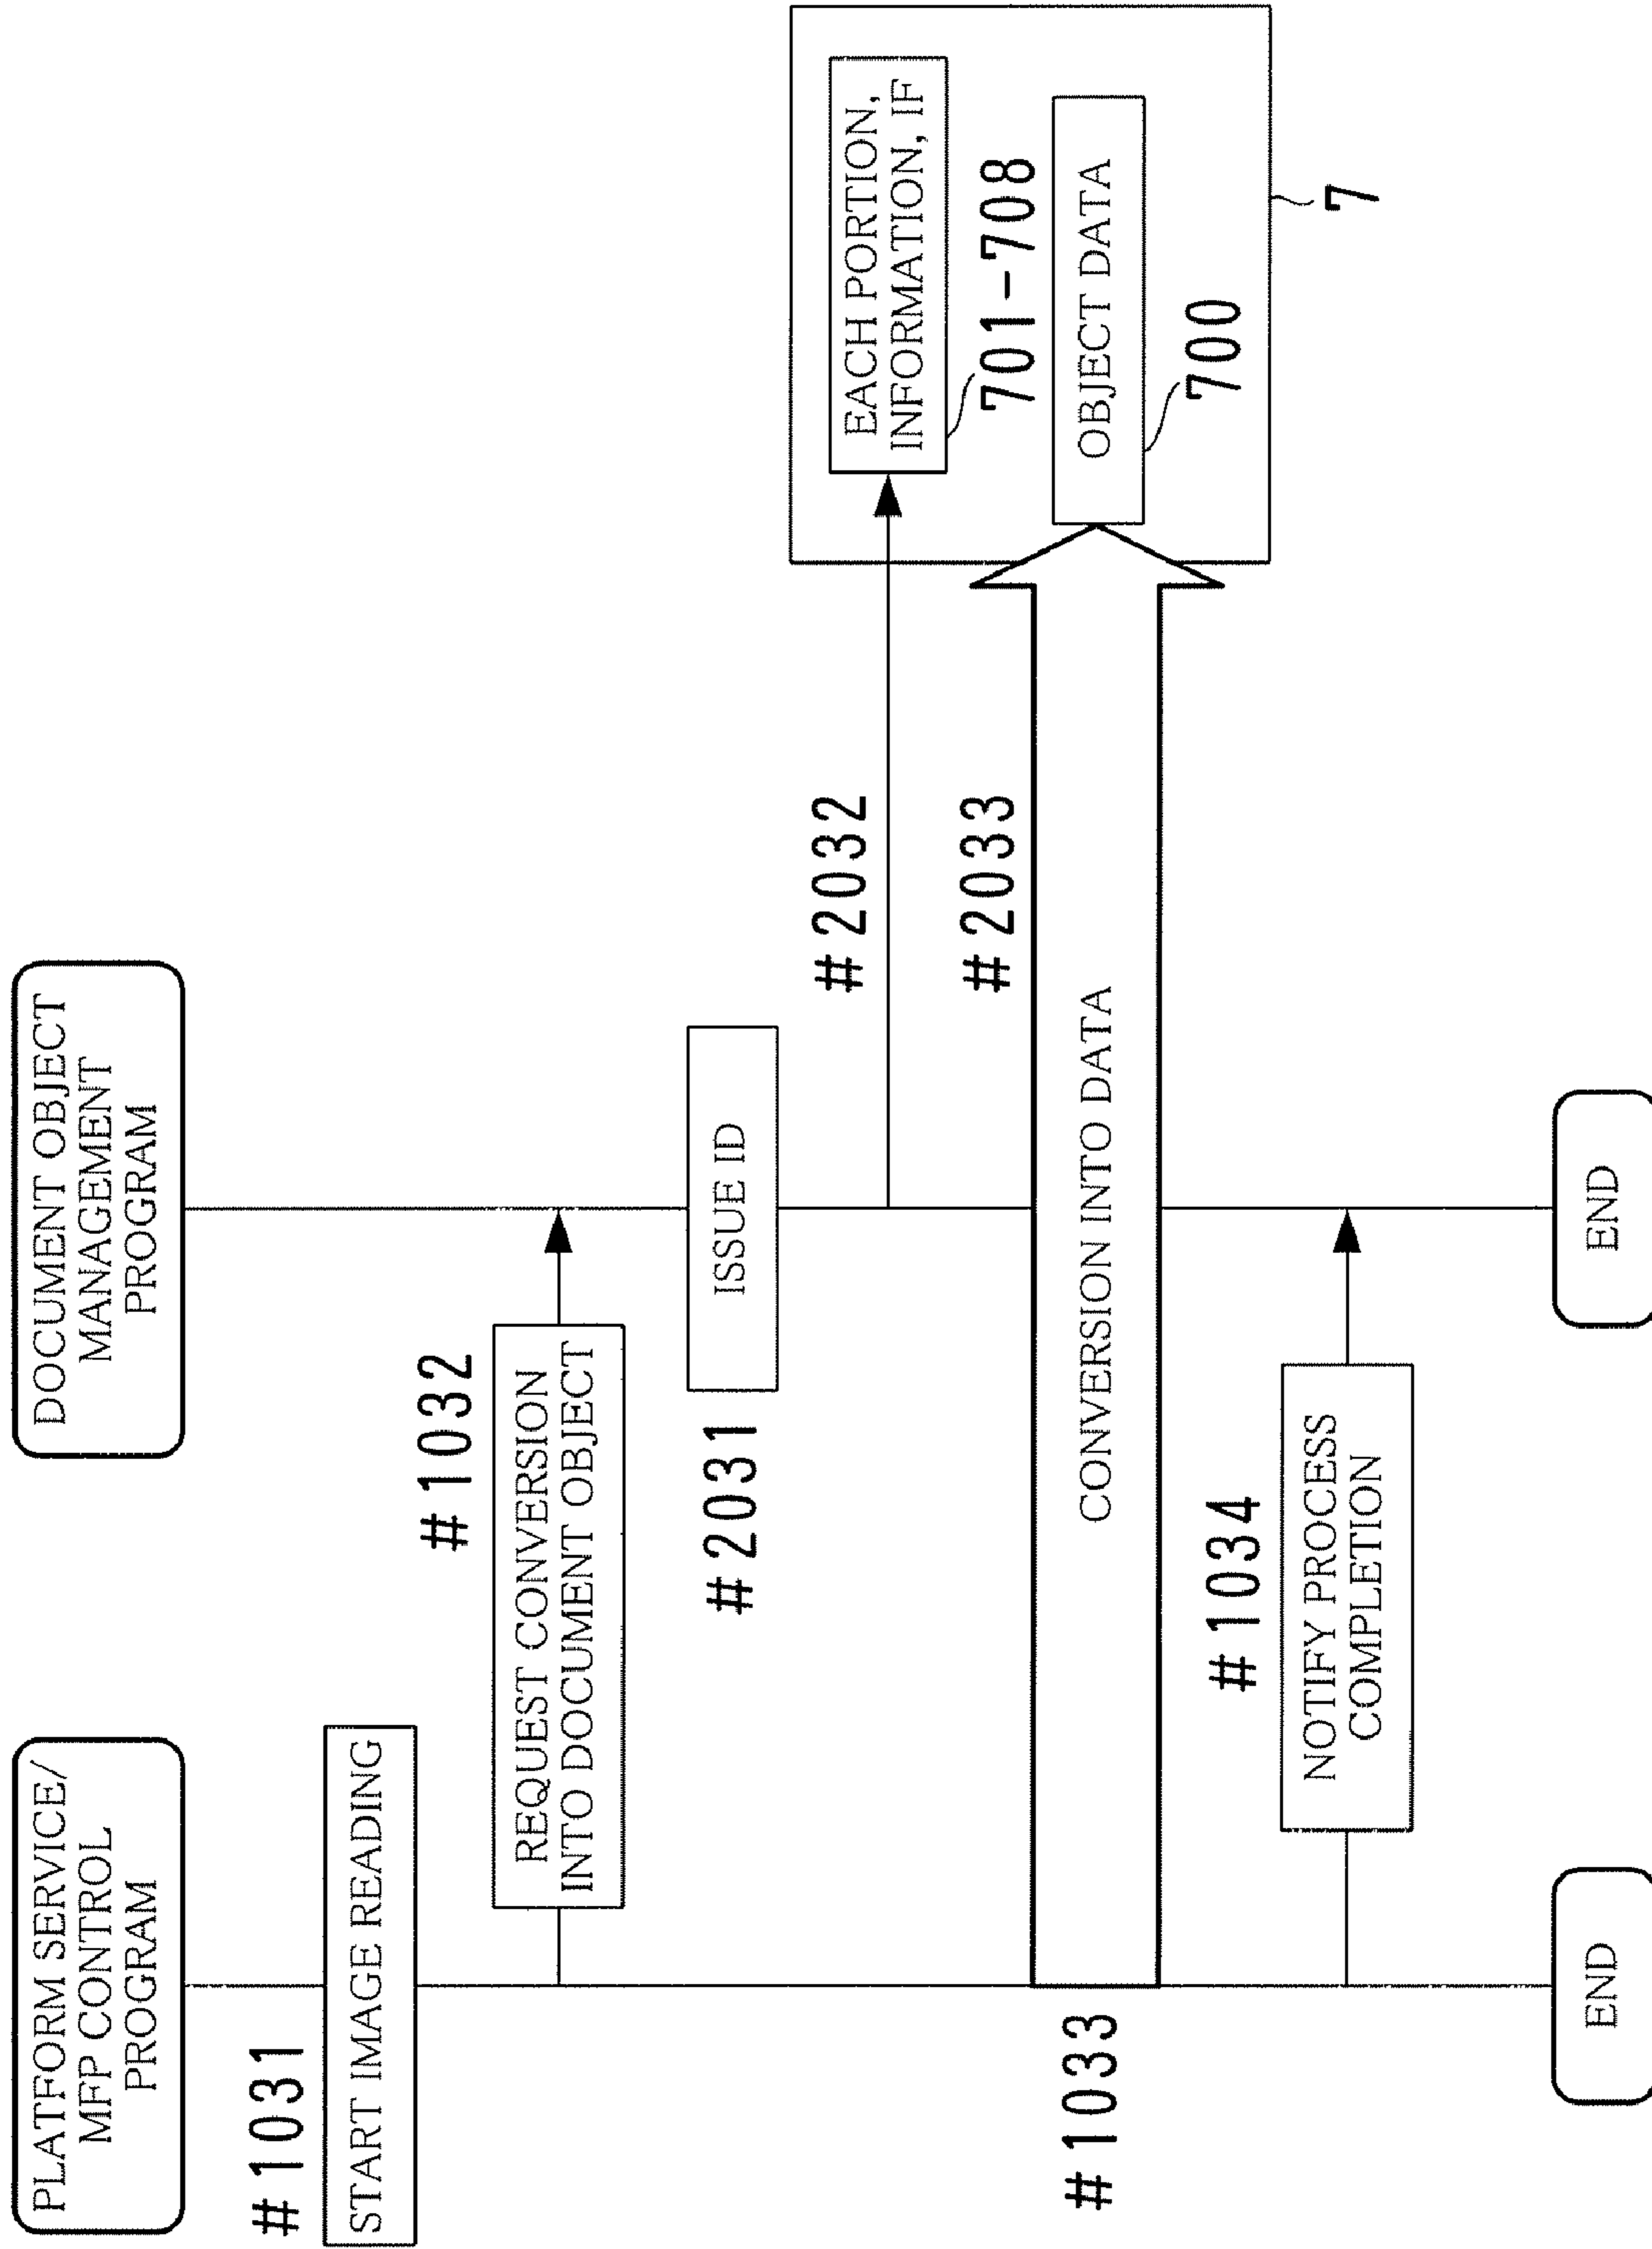 PLATFORM SERVICE/
MFP CONTROL
PROGRAM
DOCUMENT OBJECT
MANAGEMENT
PROGRAM
#1031
START IMAGE READING
#1032
REQUEST CONVERSION
INTO DOCUMENT OBJECT
#2031
ISSUE ID
#2032
EACH PORTION,
INFORMATION, IF
701-708
#1033
#2033
CONVERSION INTO DATA
OBJECT DATA
700
7
#1034
NOTIFY PROCESS
COMPLETION
END
END